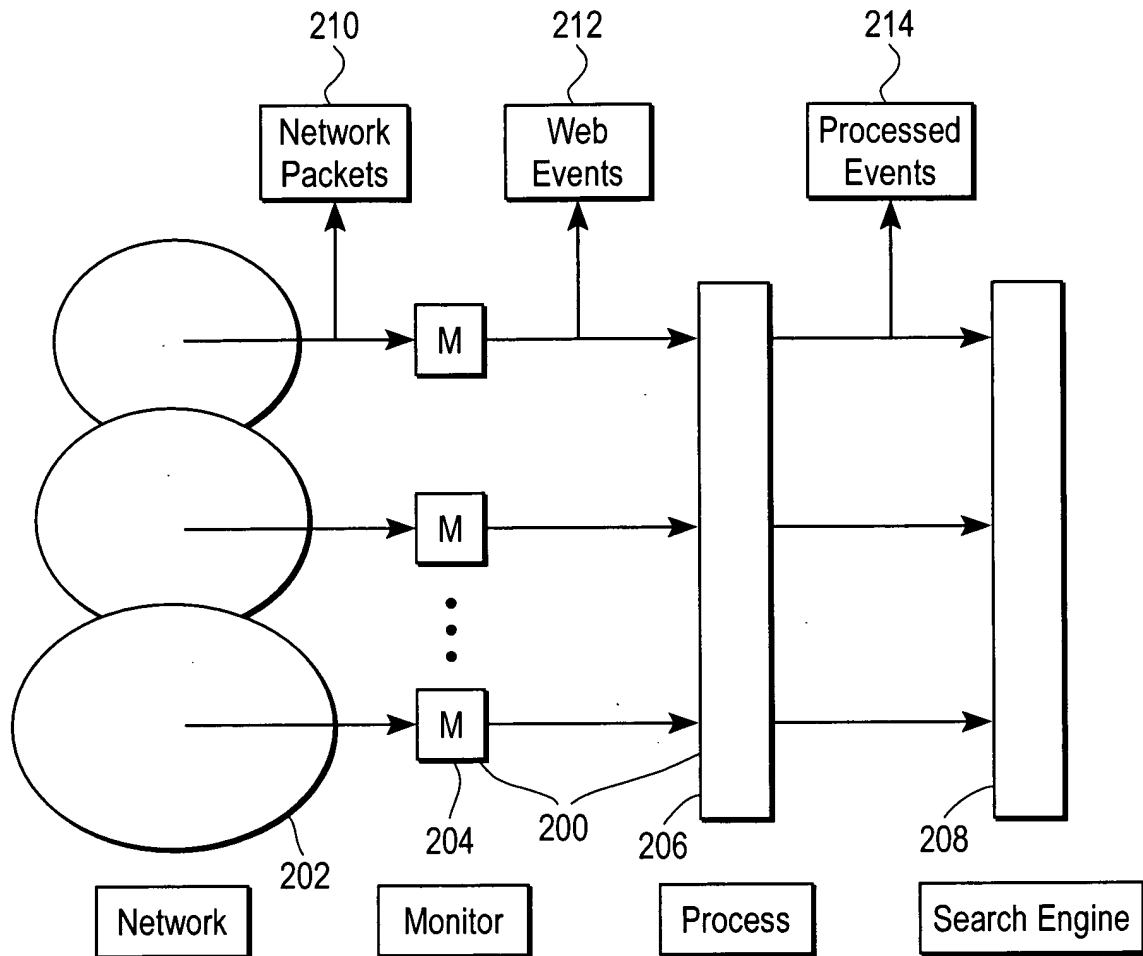 210
212
214
Network
Packets
Web
Events
Processed
Events
M
M
M
204
200
206
208
202
Network
Monitor
Process
Search Engine